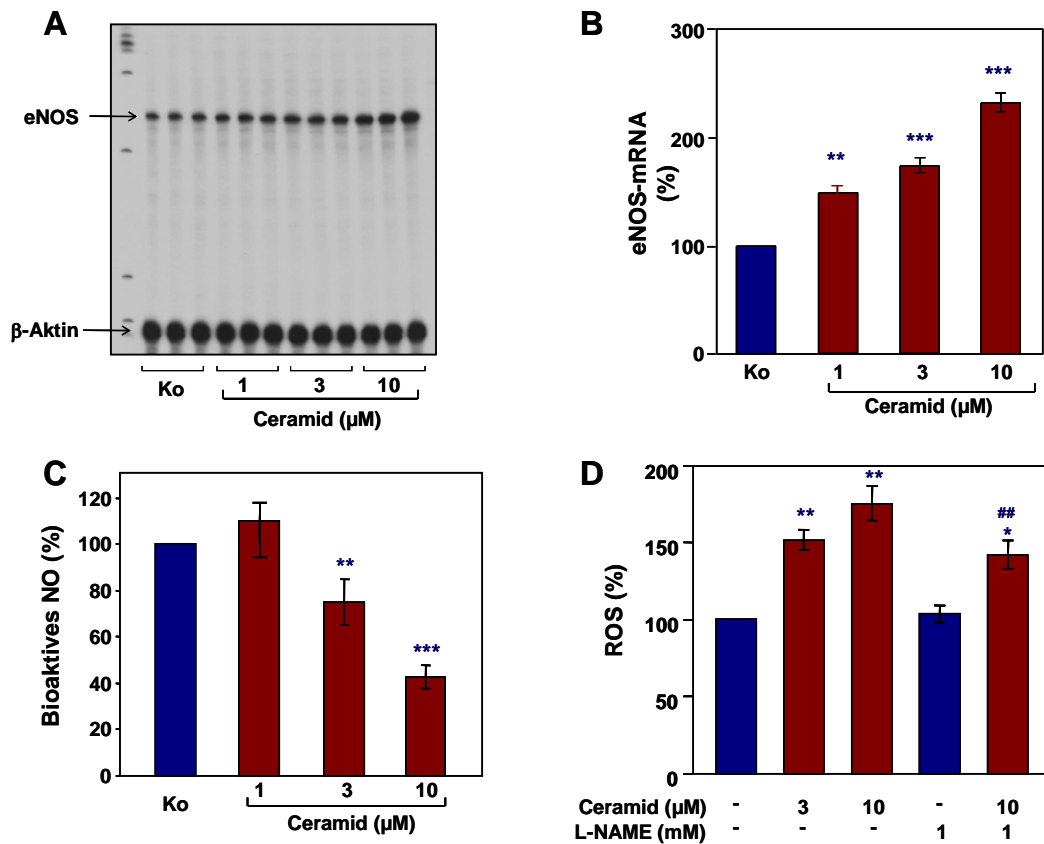 A
eNOS
β-Aktin
Ko
1
3
10
Ceramid (µM)
B
300
200
100
0
eNOS-mRNA
(%)
**
***
***
Ko
1
3
10
Ceramid (µM)
C
120
100
80
60
40
20
0
Bioaktives NO (%)
**
***
Ko
1
3
10
Ceramid (µM)
D
200
150
100
50
0
ROS (%)
**
**
##
*
Ceramid (µM) - 3 10 - 10
L-NAME (mM) - - - 1 1